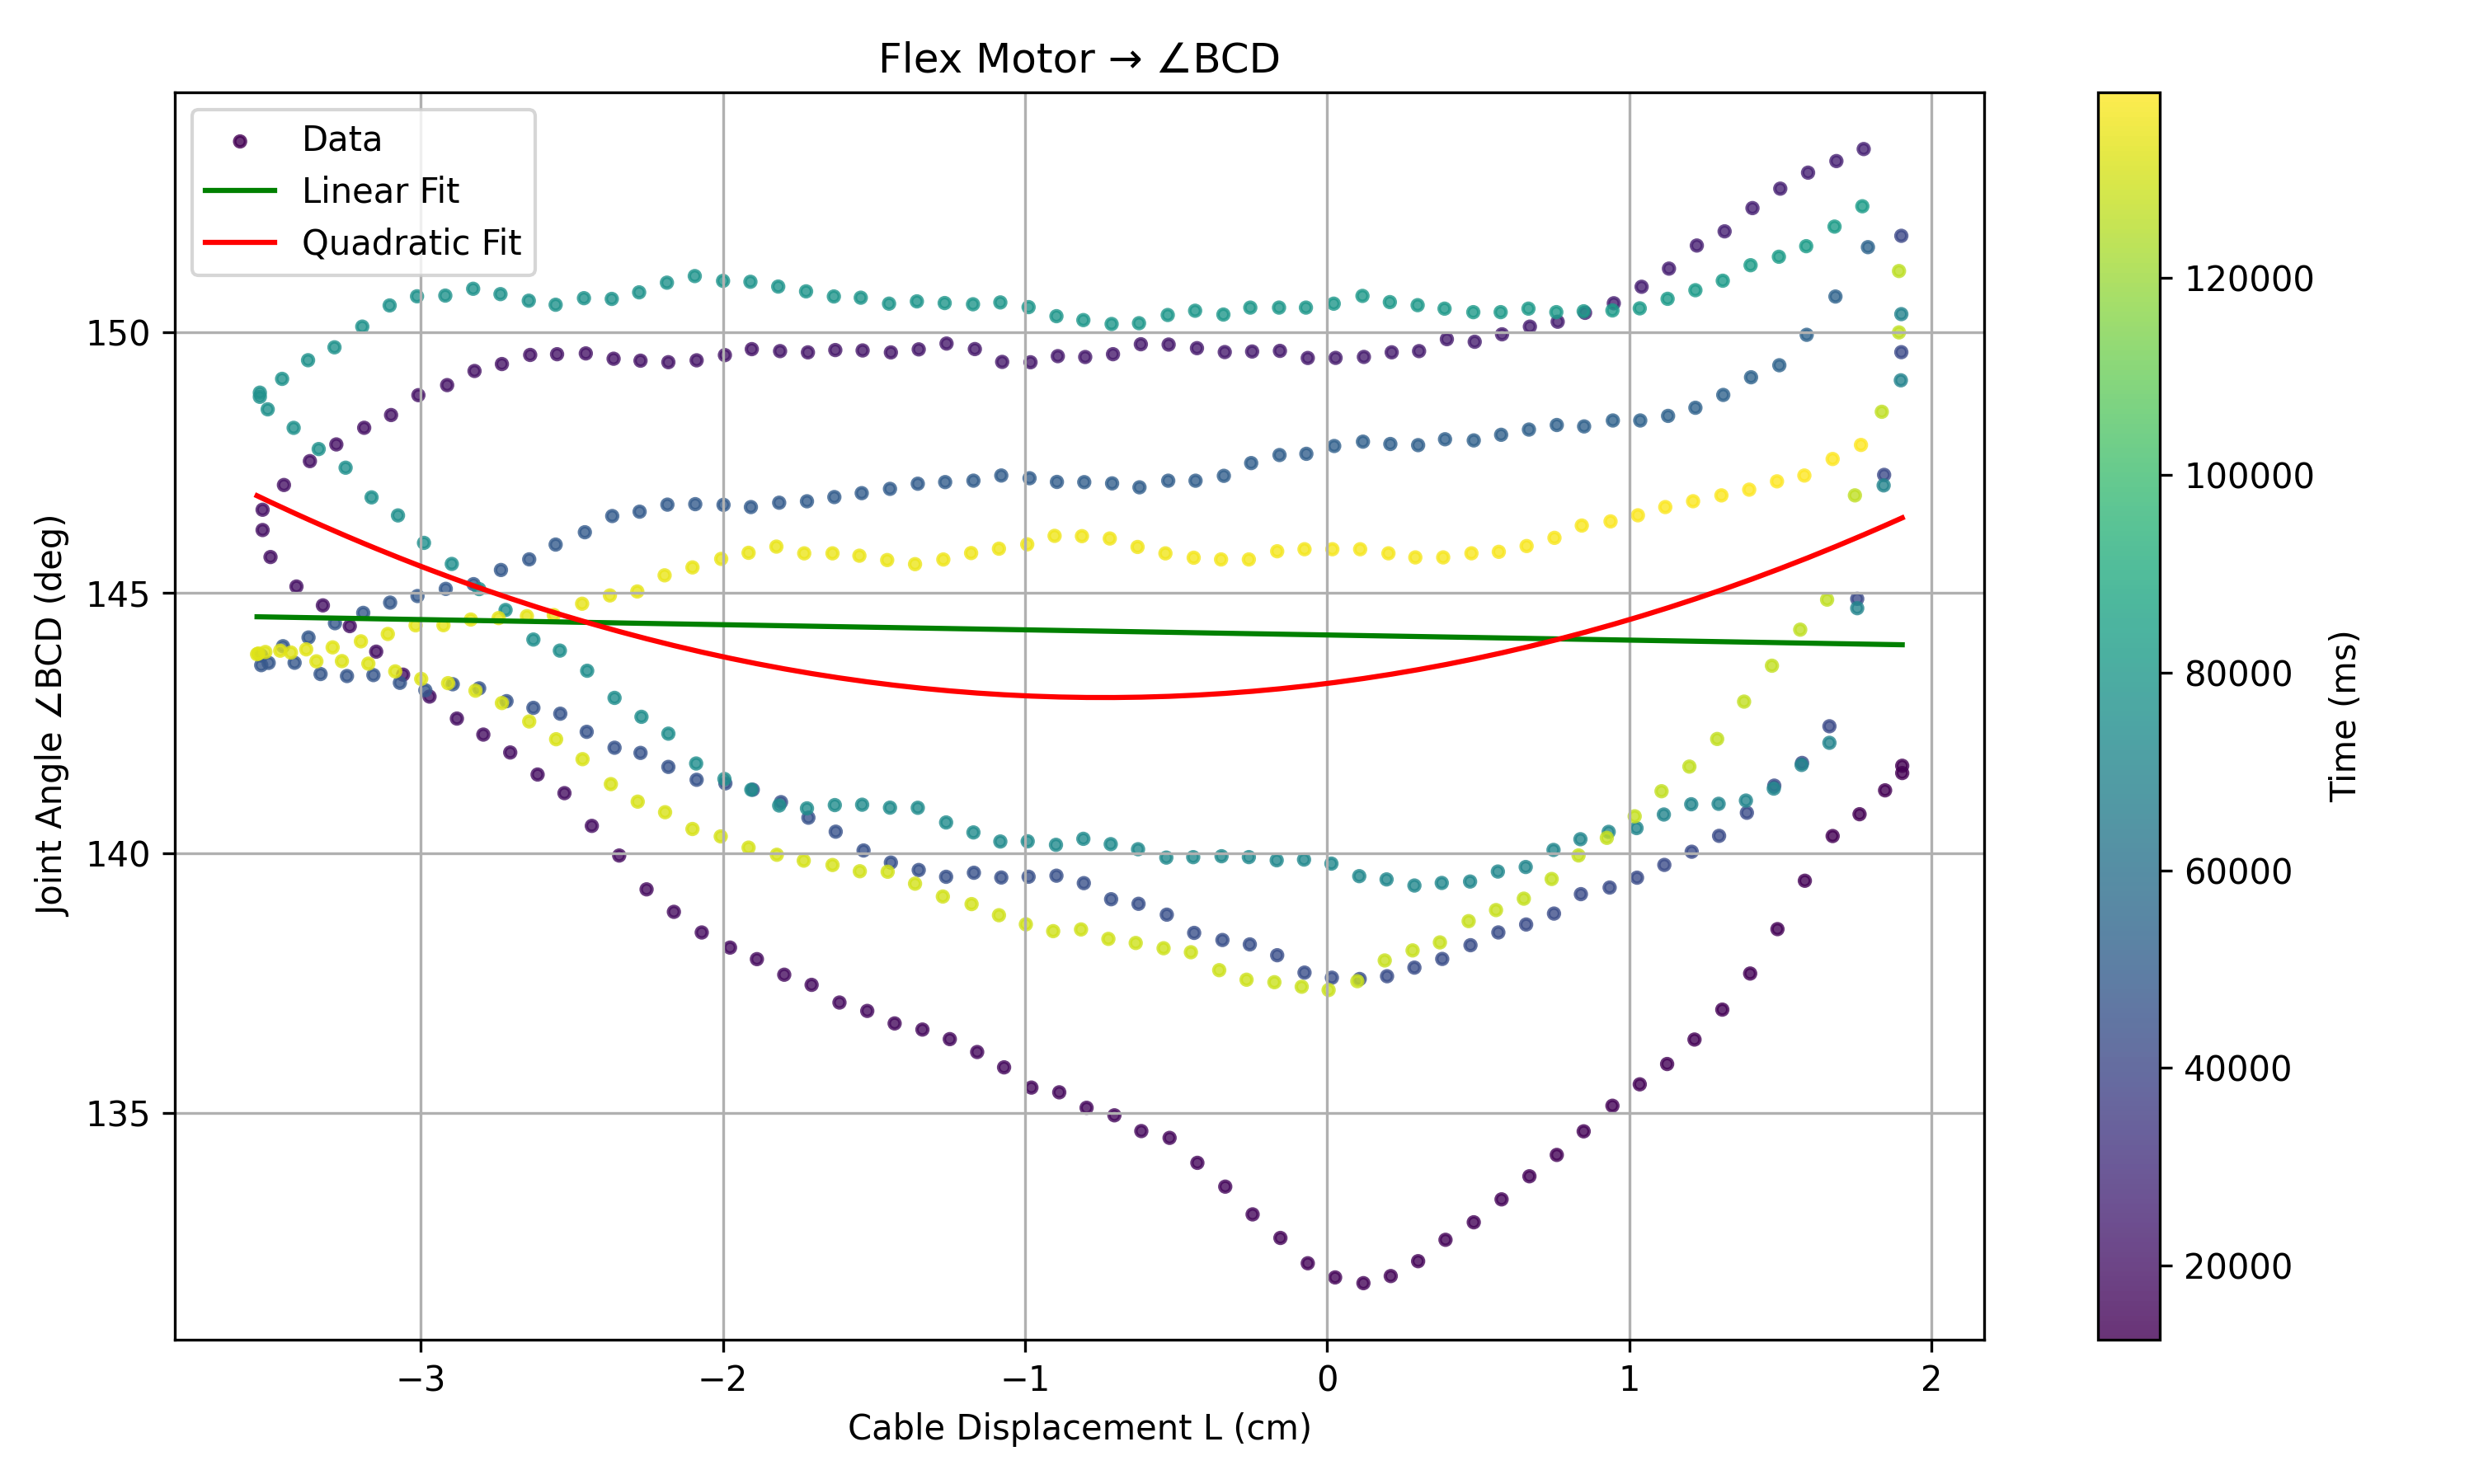 Flex Motor → ∠BCD
Data
Linear Fit
Quadratic Fit
Joint Angle ∠BCD (deg)
150
145
140
135
−3
−2
−1
0
1
2
Cable Displacement L (cm)
120000
100000
80000
60000
40000
20000
Time (ms)